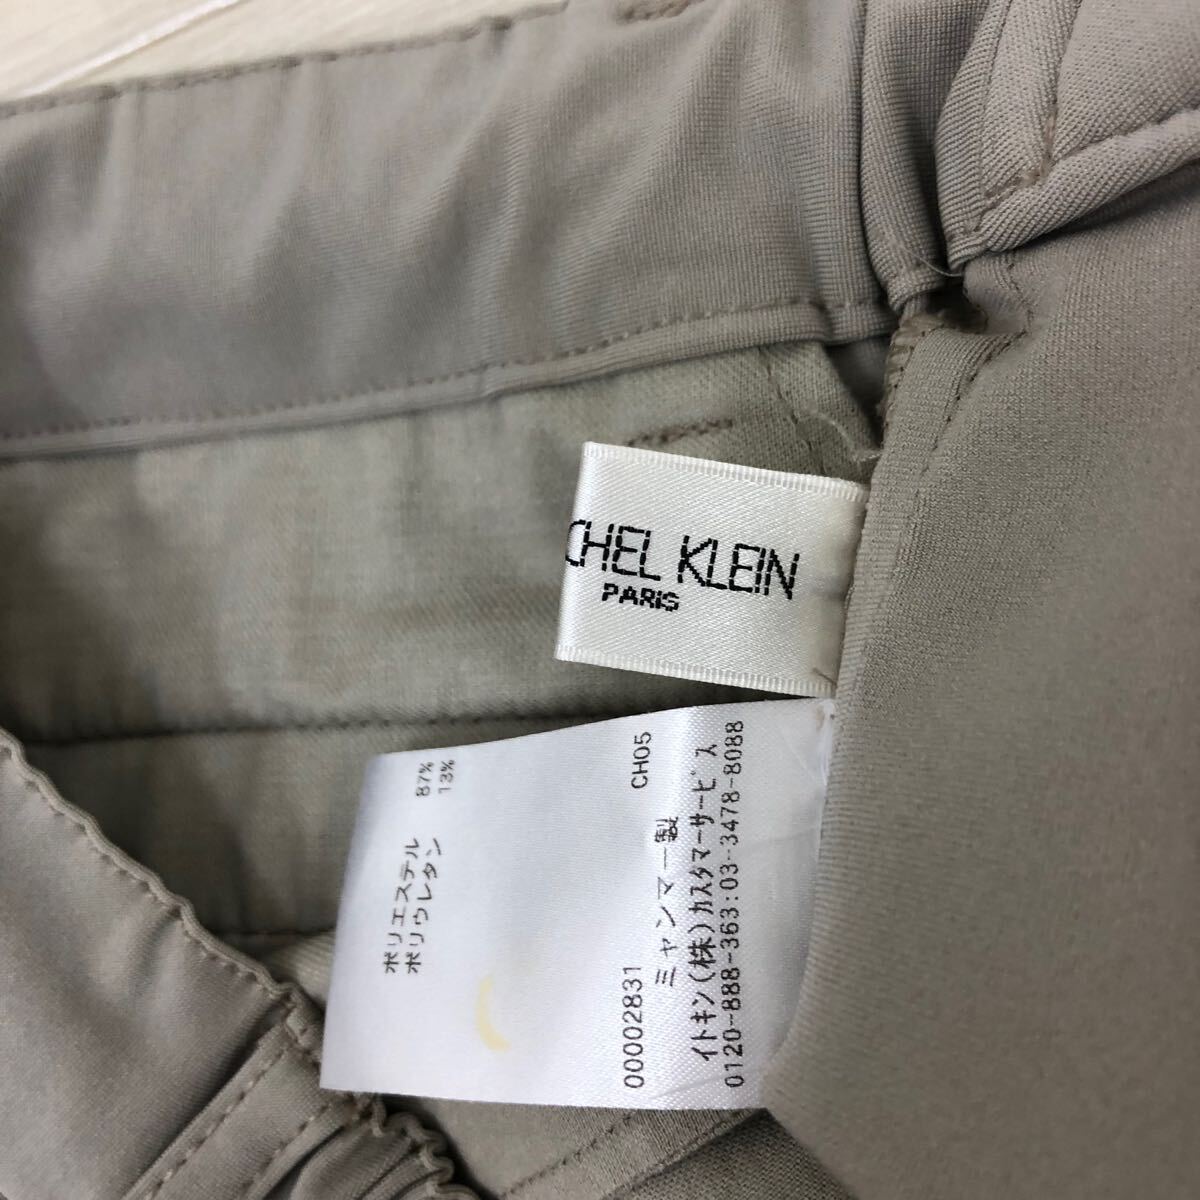 CHEL KLEIN
PARIS
ポリエステル 87%
ポリウレタン 13%
00002831 CH05
ミャンマー製
イトキン(株)カスタマーサービス
0120-888-363:03-3478-8088